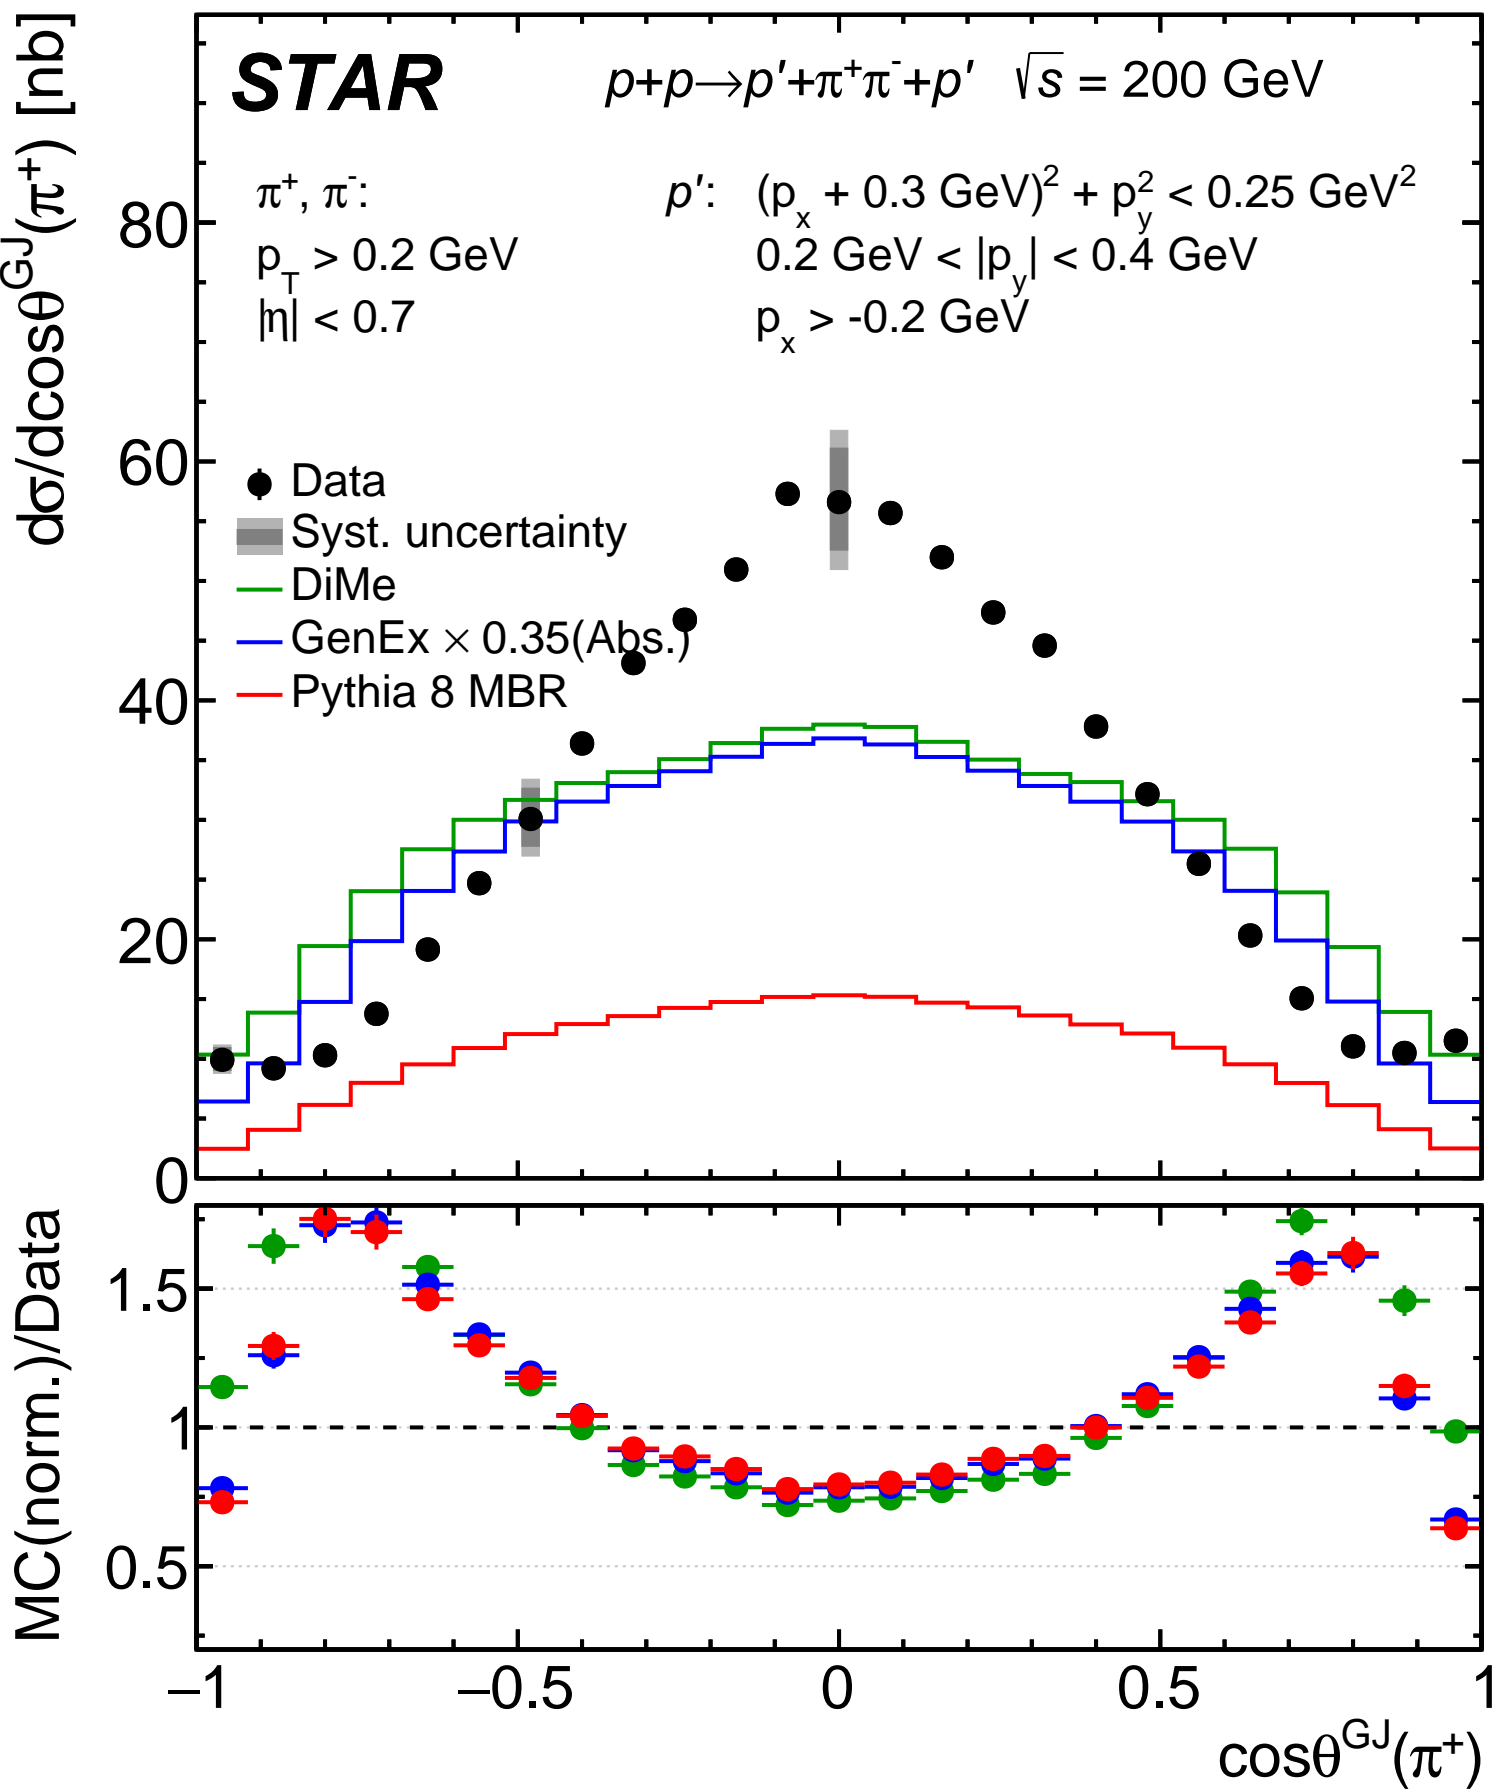 dσ/dcosθ^GJ(π⁺) [nb]
STAR
p+p→p′+π⁺π⁻+p′ √s = 200 GeV
π⁺, π⁻:
p_T > 0.2 GeV
|η| < 0.7
p′: (p_x + 0.3 GeV)² + p_y² < 0.25 GeV²
0.2 GeV < |p_y| < 0.4 GeV
p_x > -0.2 GeV
Data
Syst. uncertainty
DiMe
GenEx × 0.35(Abs.)
Pythia 8 MBR
80
60
40
20
0
MC(norm.)/Data
1.5
1
0.5
−1 −0.5 0 0.5 1
cosθ^GJ(π⁺)